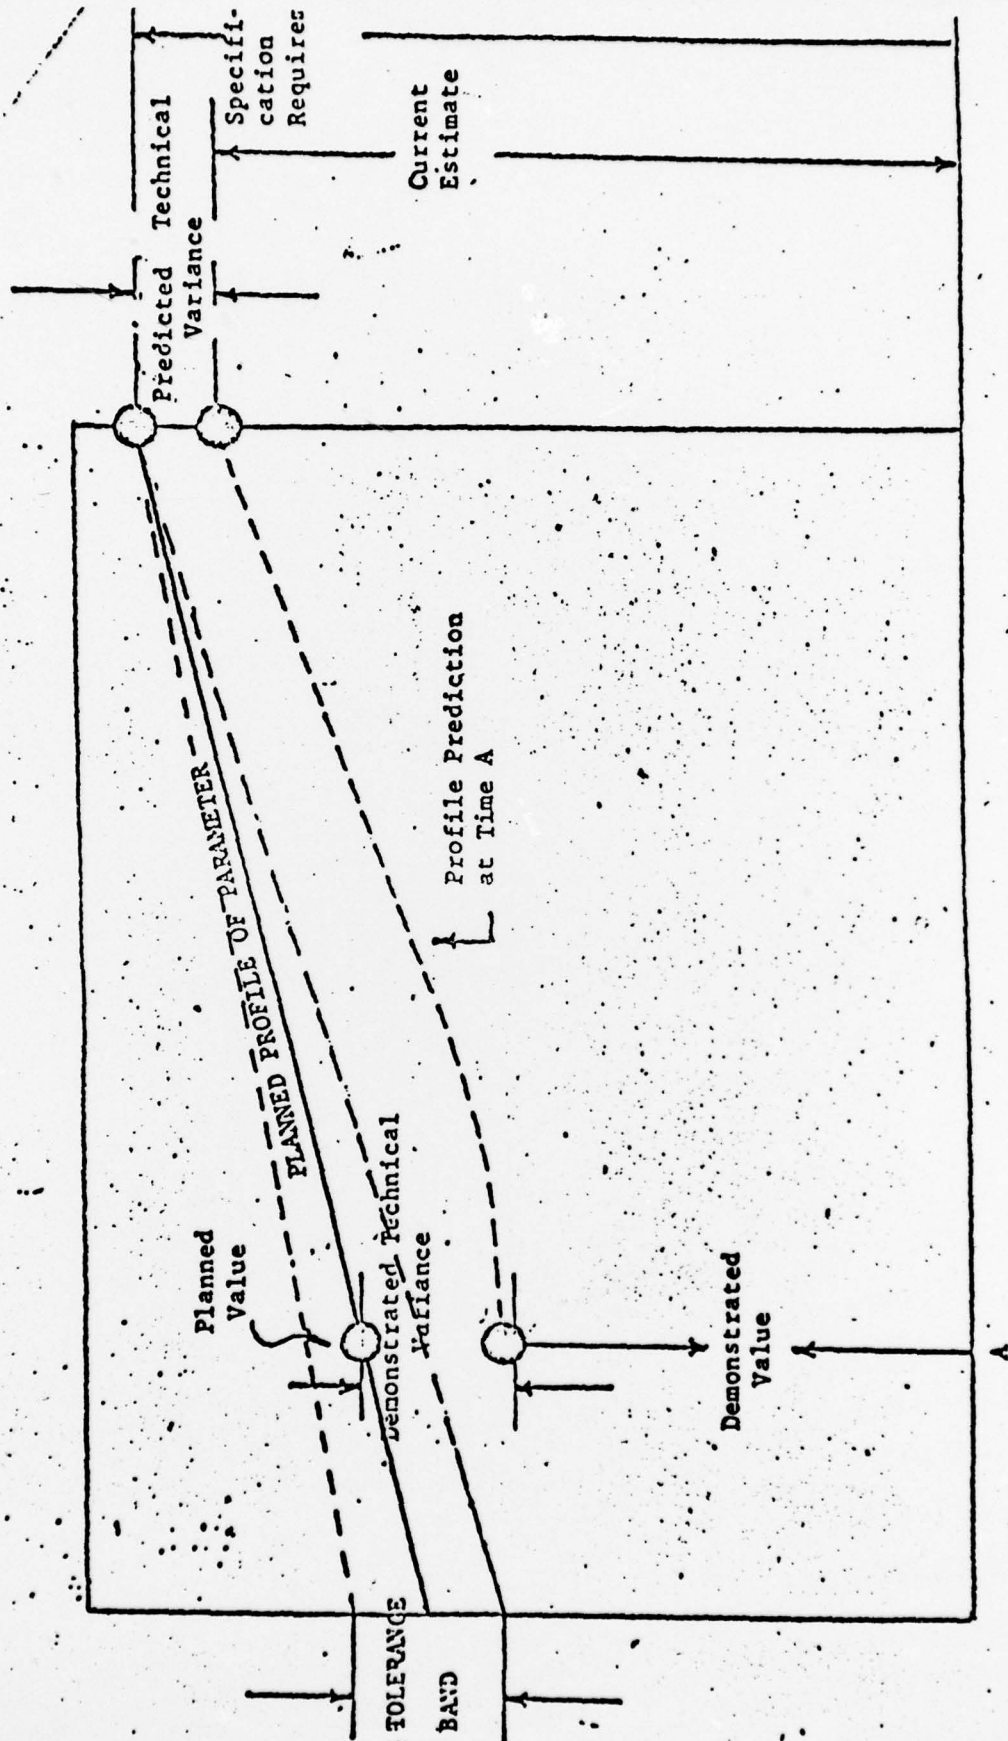 Specifi-
cation
Requires
Predicted Technical
Variance
Current
Estimate
PLANNED PROFILE OF PARAMETER
Planned
Value
Profile Prediction
at Time A
Demonstrated Technical
Variance
TOLERANCE
BAND
Demonstrated
Value
A